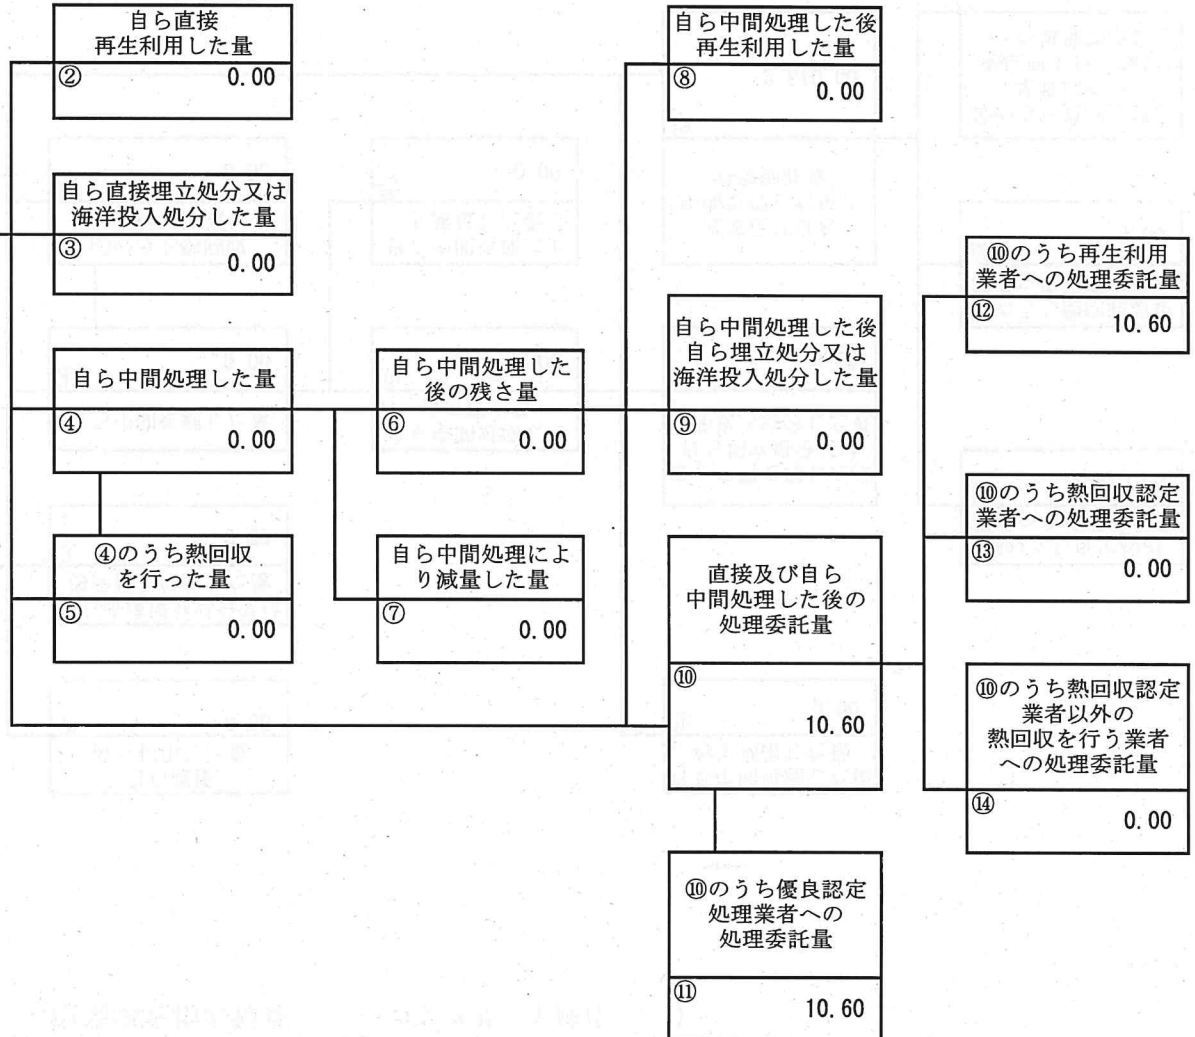 自ら直接
再生利用した量
② 0.00
自ら直接埋立処分又は
海洋投入処分した量
③ 0.00
自ら中間処理した量
④ 0.00
④のうち熱回収
を行った量
⑤ 0.00
自ら中間処理した
後の残さ量
⑥ 0.00
自ら中間処理によ
り減量した量
⑦ 0.00
自ら中間処理した後
再生利用した量
⑧ 0.00
自ら中間処理した後
自ら埋立処分又は
海洋投入処分した量
⑨ 0.00
直接及び自ら
中間処理した後の
処理委託量
⑩
10.60
⑩のうち優良認定
処理業者への
処理委託量
⑪ 10.60
⑩のうち再生利用
業者への処理委託量
⑫ 10.60
⑩のうち熱回収認定
業者への処理委託量
⑬ 0.00
⑩のうち熱回収認定
業者以外の
熱回収を行う業者
への処理委託量
⑭ 0.00